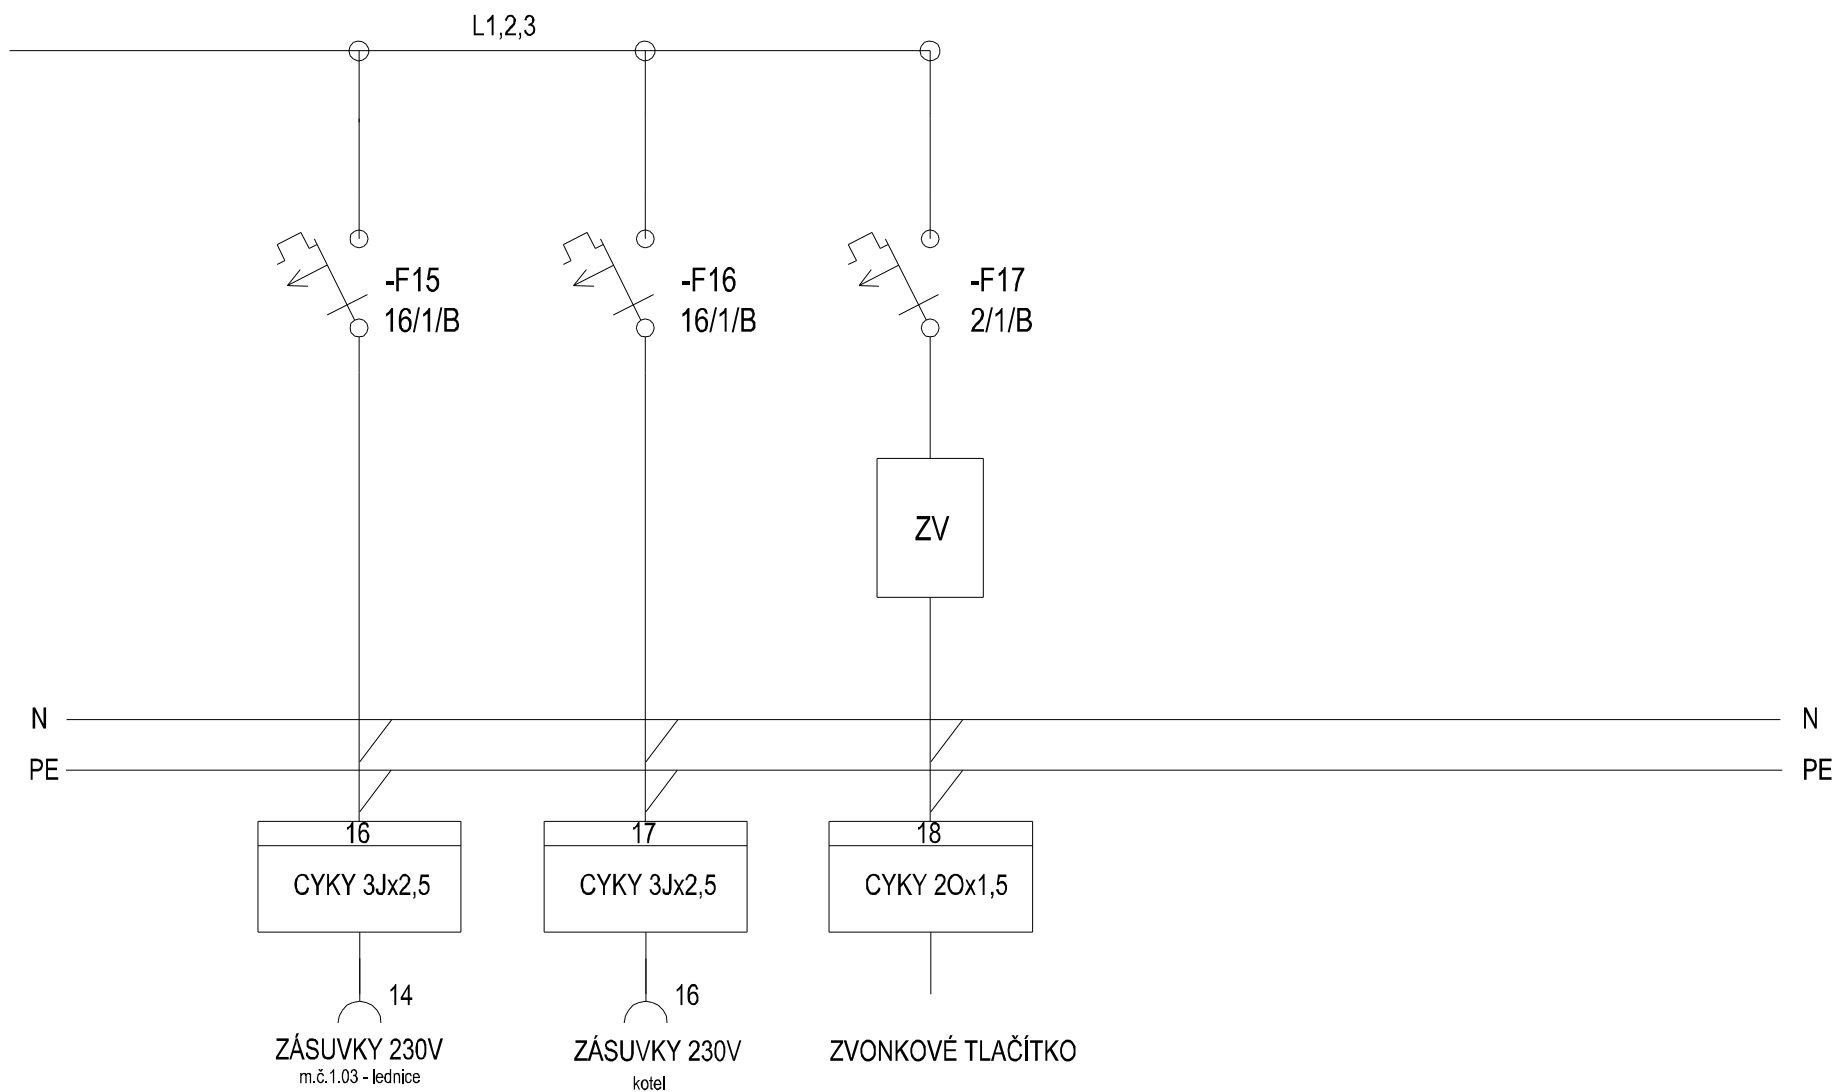 L1,2,3
-F15
16/1/B
-F16
16/1/B
-F17
2/1/B
ZV
N
N
PE
PE
16
17
18
CYKY 3Jx2,5
CYKY 3Jx2,5
CYKY 2Ox1,5
14
16
ZÁSUVKY 230V
m.č.1.03 - lednice
ZÁSUVKY 230V
kotel
ZVONKOVÉ TLAČÍTKO